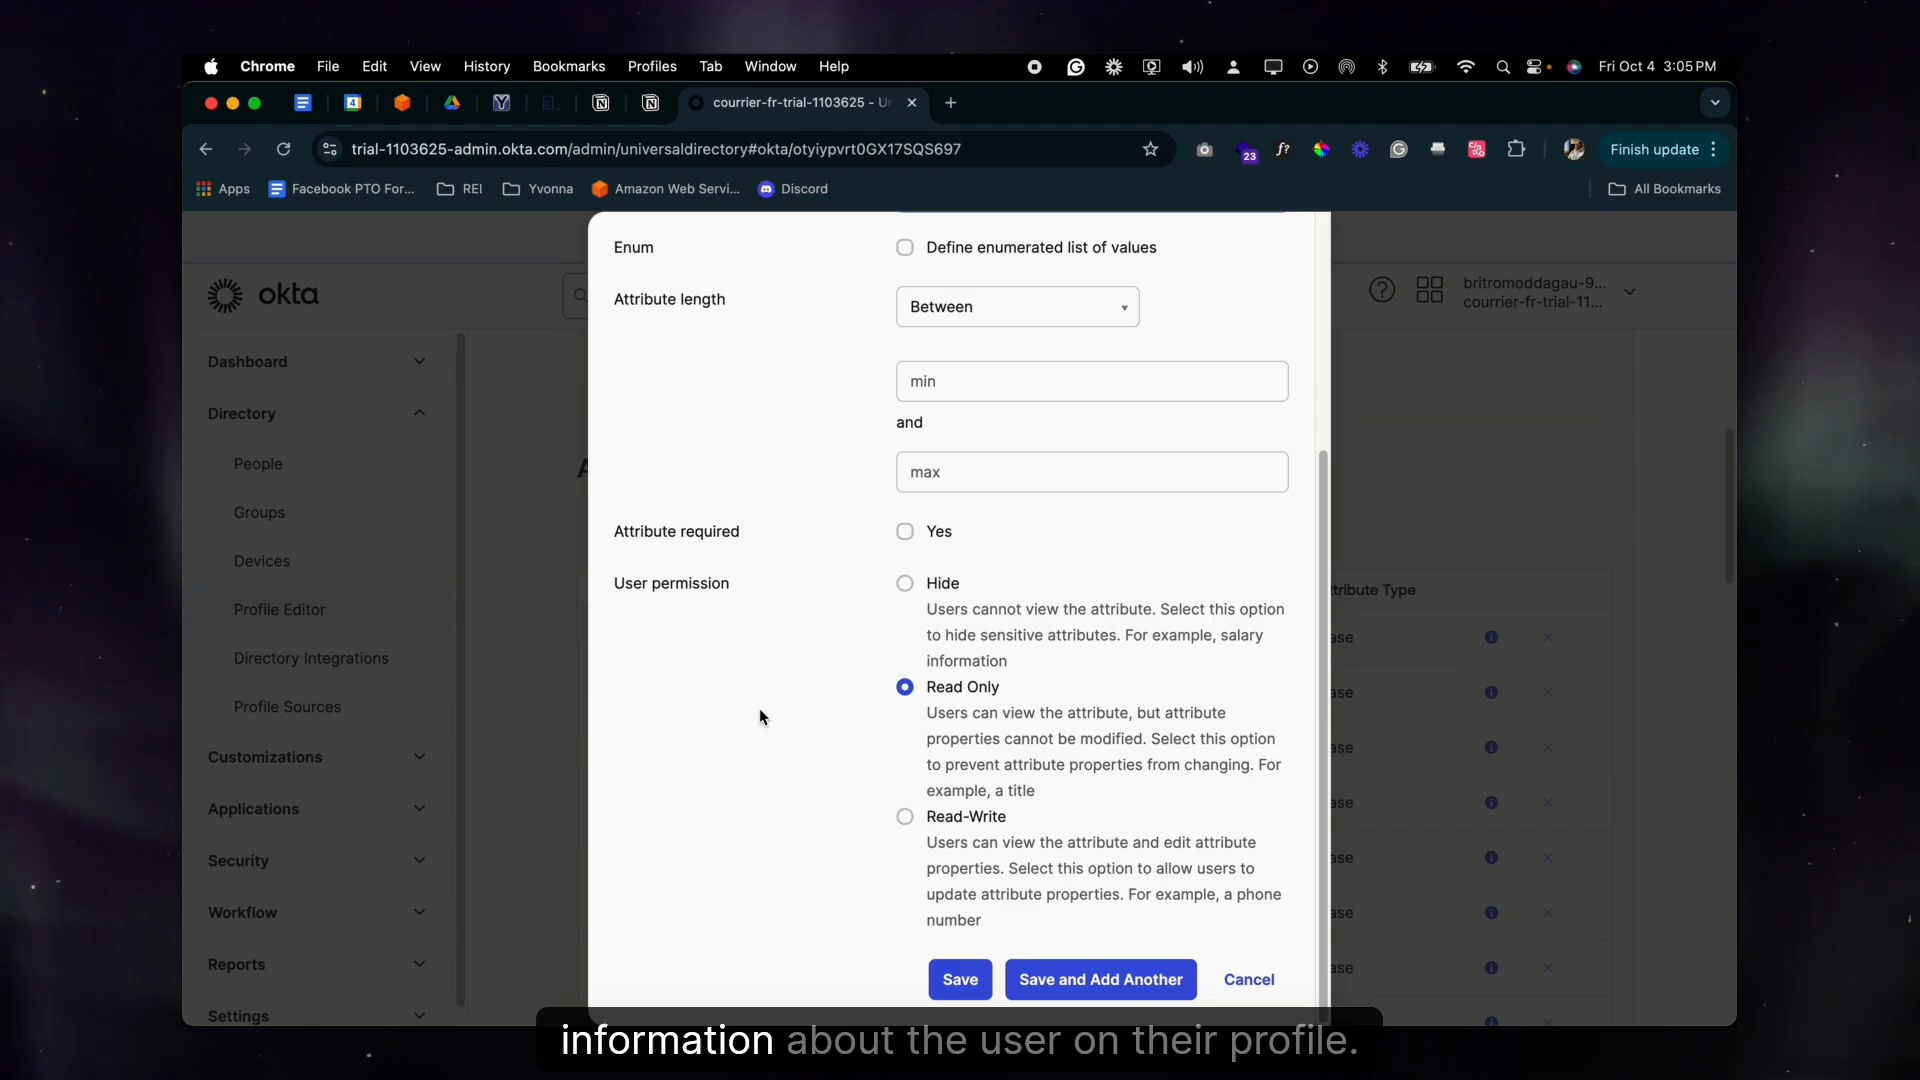 Chrome File Edit View History Bookmarks Profiles Tab Window Help Fri Oct 4 3:05 PM
courrier-fr-trial-1103625 - Ur
trial-1103625-admin.okta.com/admin/universaldirectory#okta/otyiypvrt0GX17SQS697 23 Finish update
Apps Facebook PTO For... REI Yvonna Amazon Web Servi... Discord All Bookmarks
okta
britromoddagau-9...
courrier-fr-trial-11...
Dashboard
Directory
People
Groups
Devices
Profile Editor
Directory Integrations
Profile Sources
Customizations
Applications
Security
Workflow
Reports
Settings
Enum Define enumerated list of values
Attribute length Between
min
and
max
Attribute required Yes
User permission Hide
Users cannot view the attribute. Select this option
to hide sensitive attributes. For example, salary
information
Read Only
Users can view the attribute, but attribute
properties cannot be modified. Select this option
to prevent attribute properties from changing. For
example, a title
Read-Write
Users can view the attribute and edit attribute
properties. Select this option to allow users to
update attribute properties. For example, a phone
number
Save Save and Add Another Cancel
ttribute Type
ase
ase
ase
ase
ase
ase
ase
information about the user on their profile.